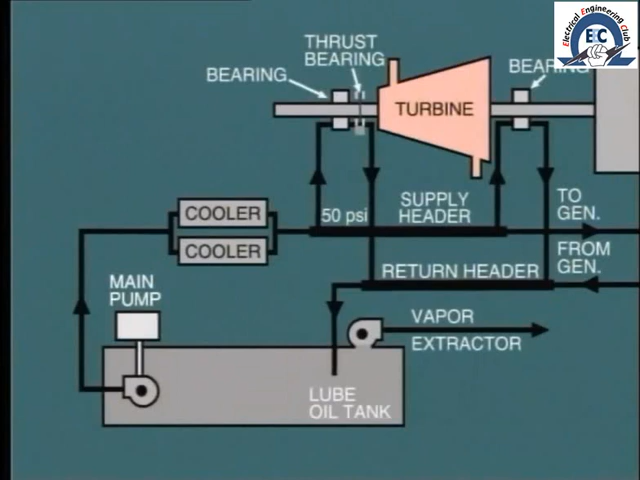 Electrical Engineering Club
EEC
THRUST
BEARING
BEARING
BEARING
TURBINE
COOLER
COOLER
50 psi
SUPPLY
HEADER
TO
GEN.
FROM
GEN.
RETURN HEADER
MAIN
PUMP
VAPOR
EXTRACTOR
LUBE
OIL TANK